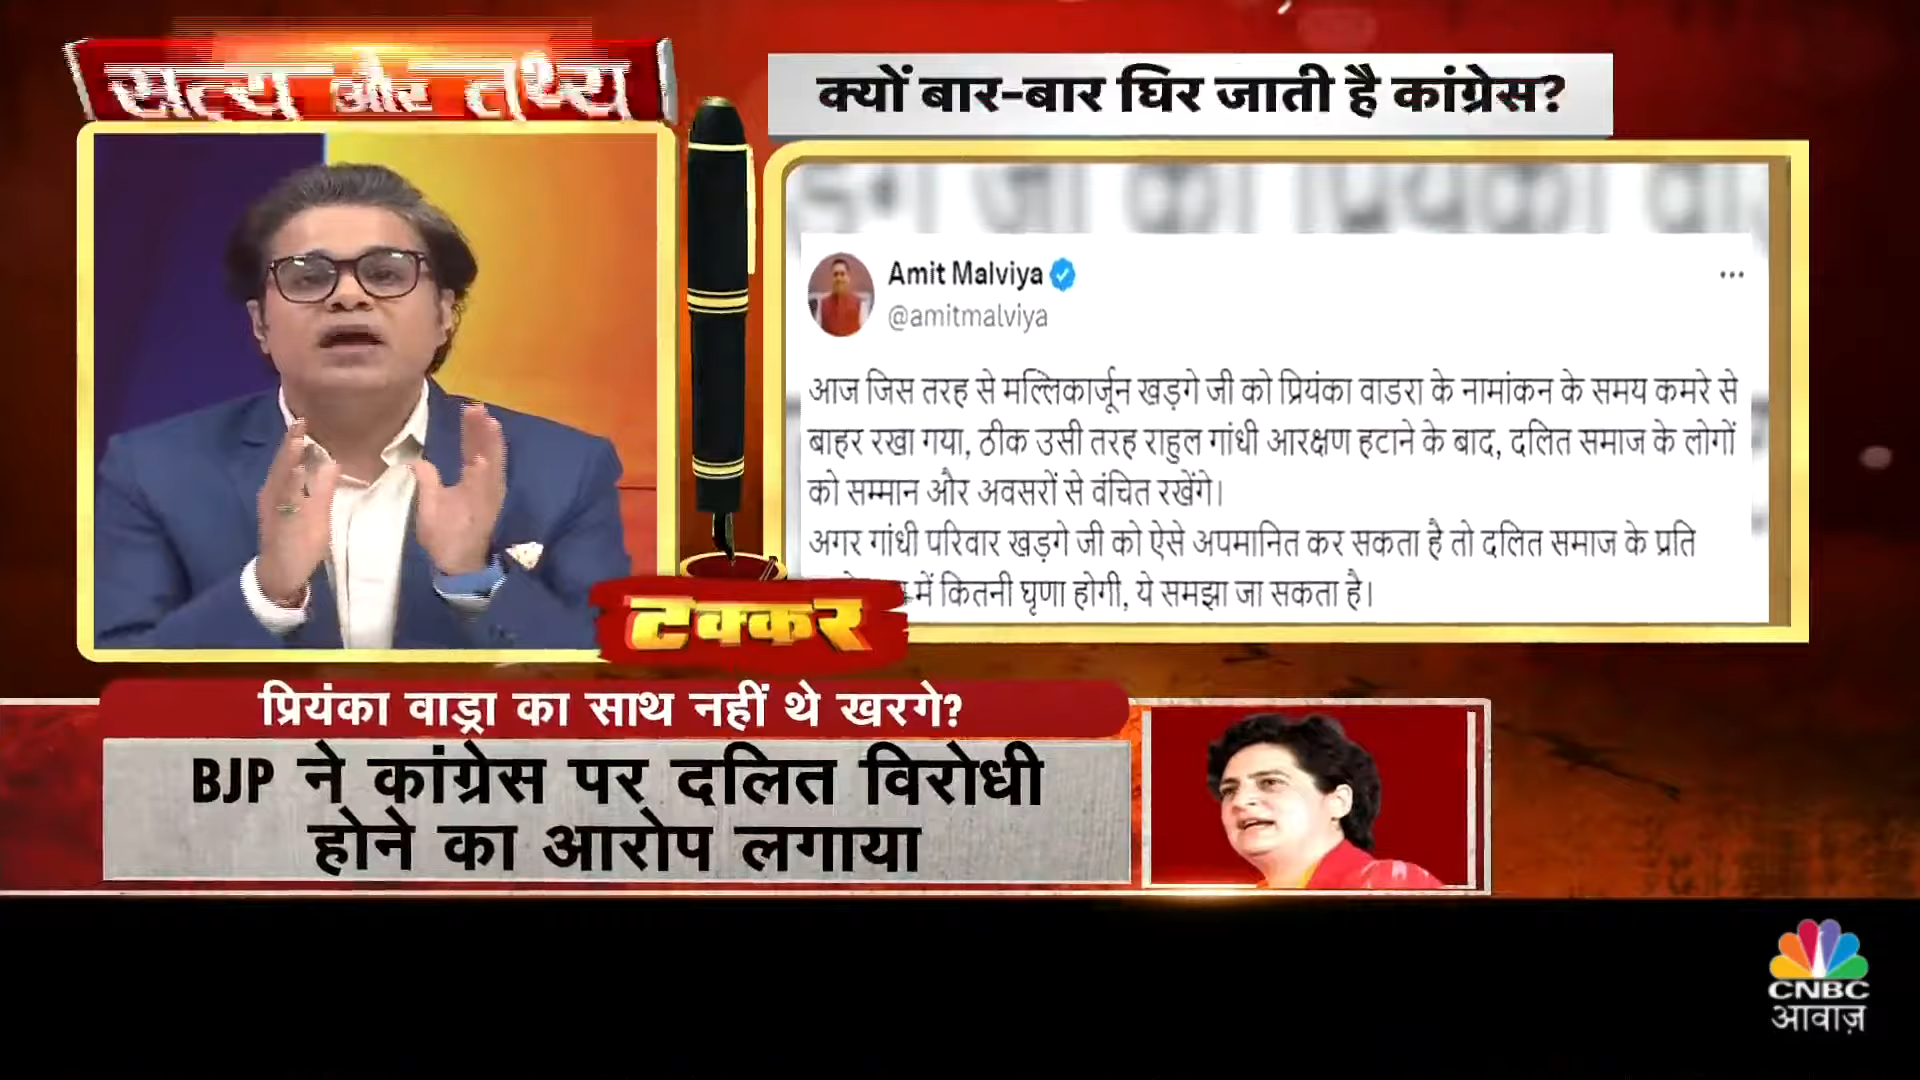 सत्य और तथ्य
क्यों बार-बार घिर जाती है कांग्रेस?
Amit Malviya
@amitmalviya
आज जिस तरह से मल्लिकार्जून खड़गे जी को प्रियंका वाडरा के नामांकन के समय कमरे से
बाहर रखा गया, ठीक उसी तरह राहुल गांधी आरक्षण हटाने के बाद, दलित समाज के लोगों
को सम्मान और अवसरों से वंचित रखेंगे।
अगर गांधी परिवार खड़गे जी को ऐसे अपमानित कर सकता है तो दलित समाज के प्रति
में कितनी घृणा होगी, ये समझा जा सकता है।
टक्कर
प्रियंका वाड्रा का साथ नहीं थे खरगे?
BJP ने कांग्रेस पर दलित विरोधी
होने का आरोप लगाया
CNBC
आवाज़